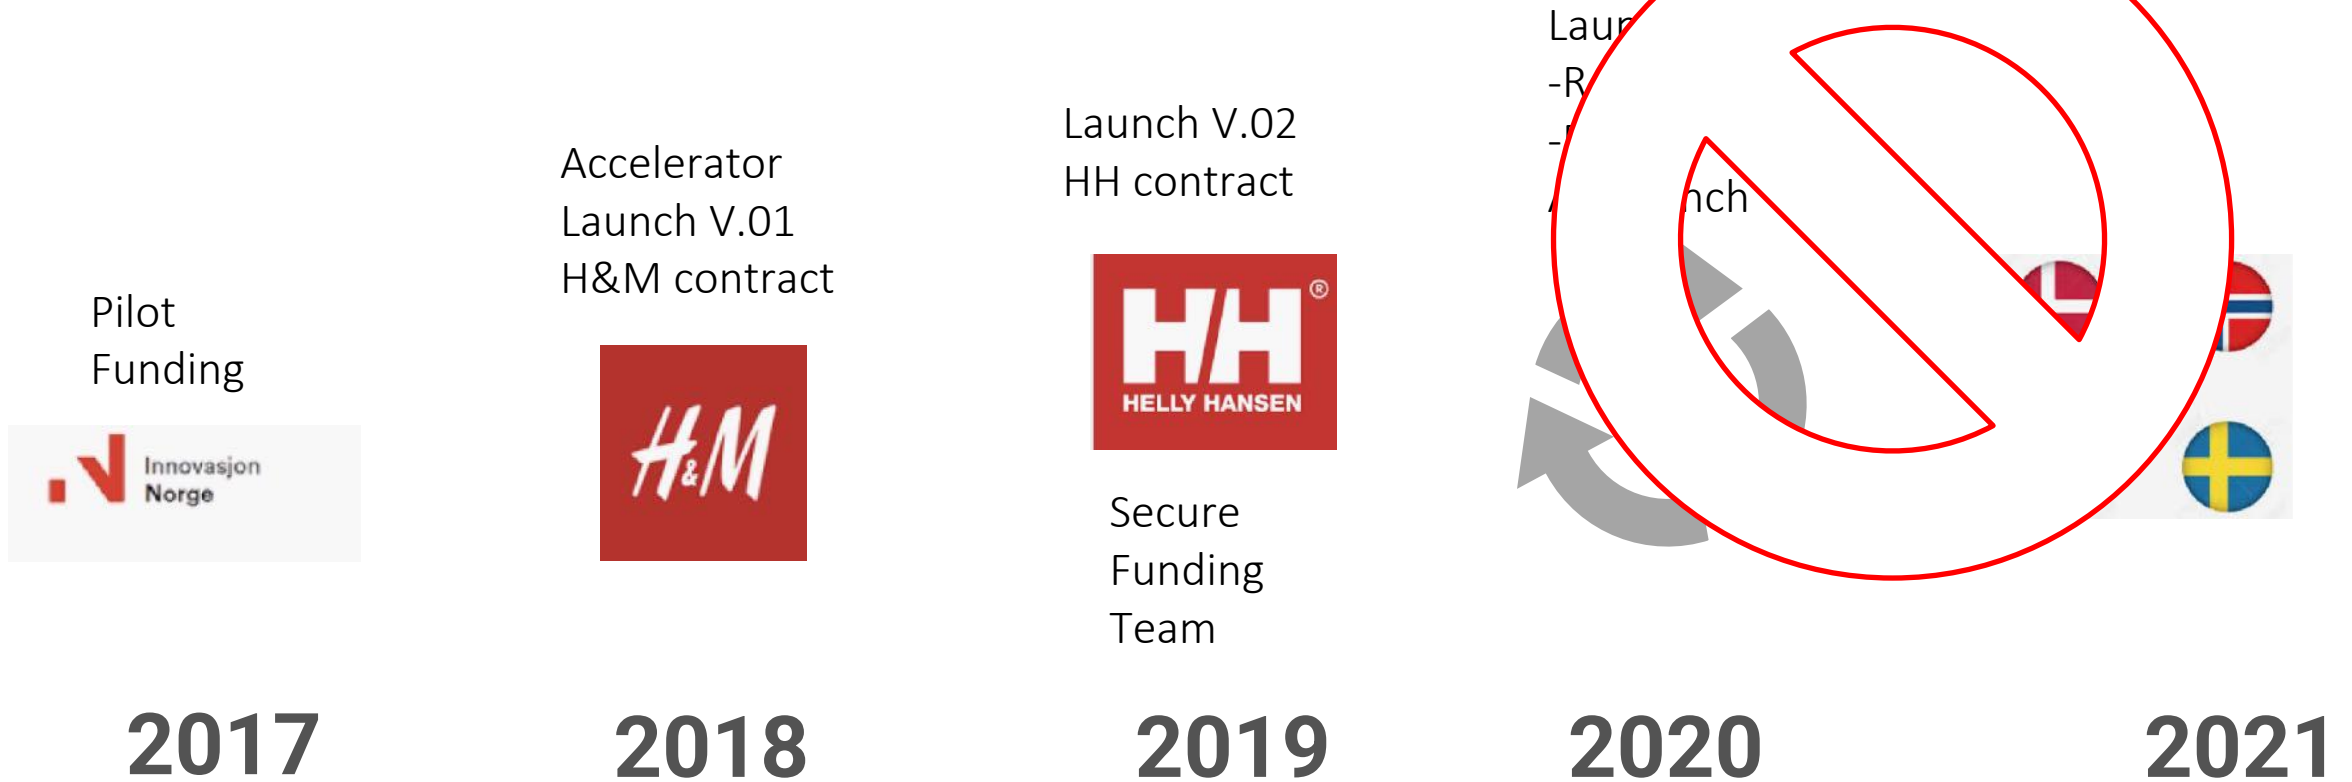 Pilot
Funding
Innovasjon
Norge
2017
Accelerator
Launch V.01
H&M contract
H&M
2018
Launch V.02
HH contract
HH®
HELLY HANSEN
Secure
Funding
Team
2019
2020
2021